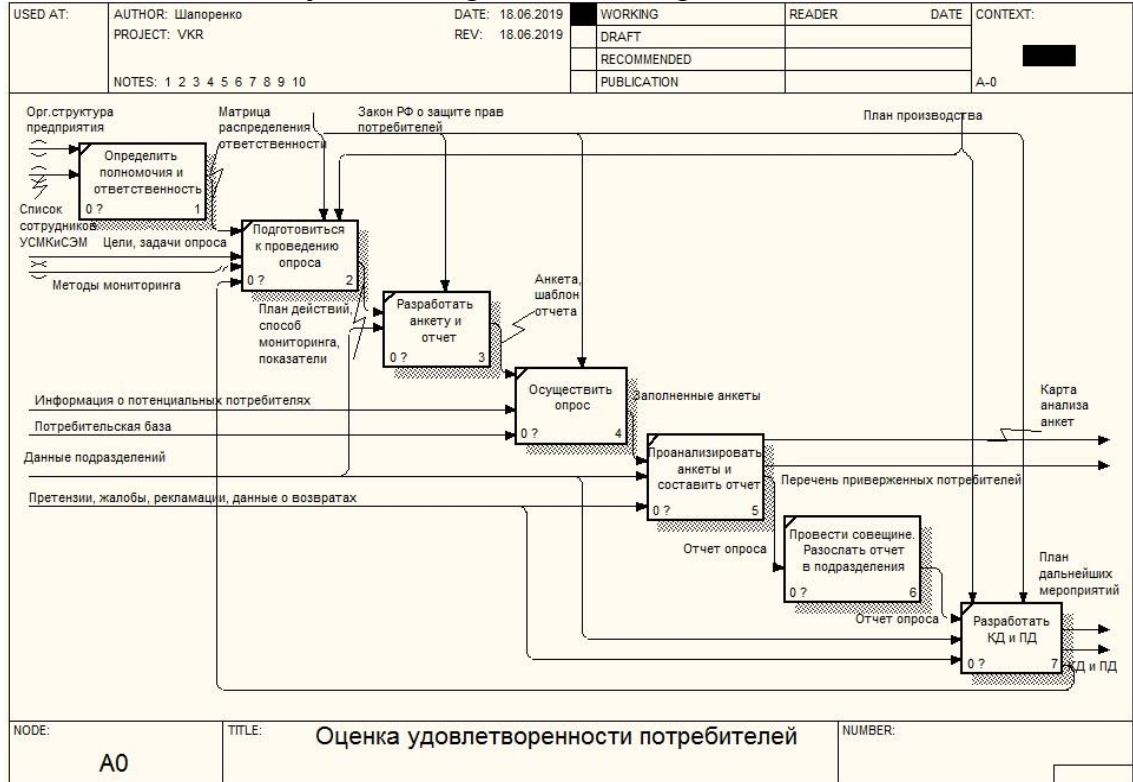 USED AT:
AUTHOR: Шапоренко
DATE: 18.06.2019
WORKING
READER
DATE
CONTEXT:
PROJECT: VKR
REV: 18.06.2019
DRAFT
RECOMMENDED
NOTES: 1 2 3 4 5 6 7 8 9 10
PUBLICATION
A-0
Орг.структура
предприятия
Матрица
распределения
ответственности
Закон РФ о защите прав
потребителей
План производства
Определить
полномочия и
ответственность
0 ?
1
Список
сотрудников
УСМКиСЭМ
Цели, задачи опроса
Методы мониторинга
Подготовиться
к проведению
опроса
0 ?
2
План действий,
способ
мониторинга,
показатели
Разработать
анкету и
отчет
0 ?
3
Анкета,
шаблон
отчета
Осуществить
опрос
0 ?
4
Информация о потенциальных потребителях
Потребительская база
Данные подразделений
Претензии, жалобы, рекламации, данные о возвратах
Заполненные анкеты
Карта
анализа
анкет
Проанализировать
анкеты и
составить отчет
0 ?
5
Перечень приверженных потребителей
Отчет опроса
Провести совещине.
Разослать отчет
в подразделения
0 ?
6
План
дальнейших
мероприятий
Отчет опроса
Разработать
КД и ПД
0 ?
7
КД и ПД
NODE:
TITLE:
NUMBER:
A0
Оценка удовлетворенности потребителей